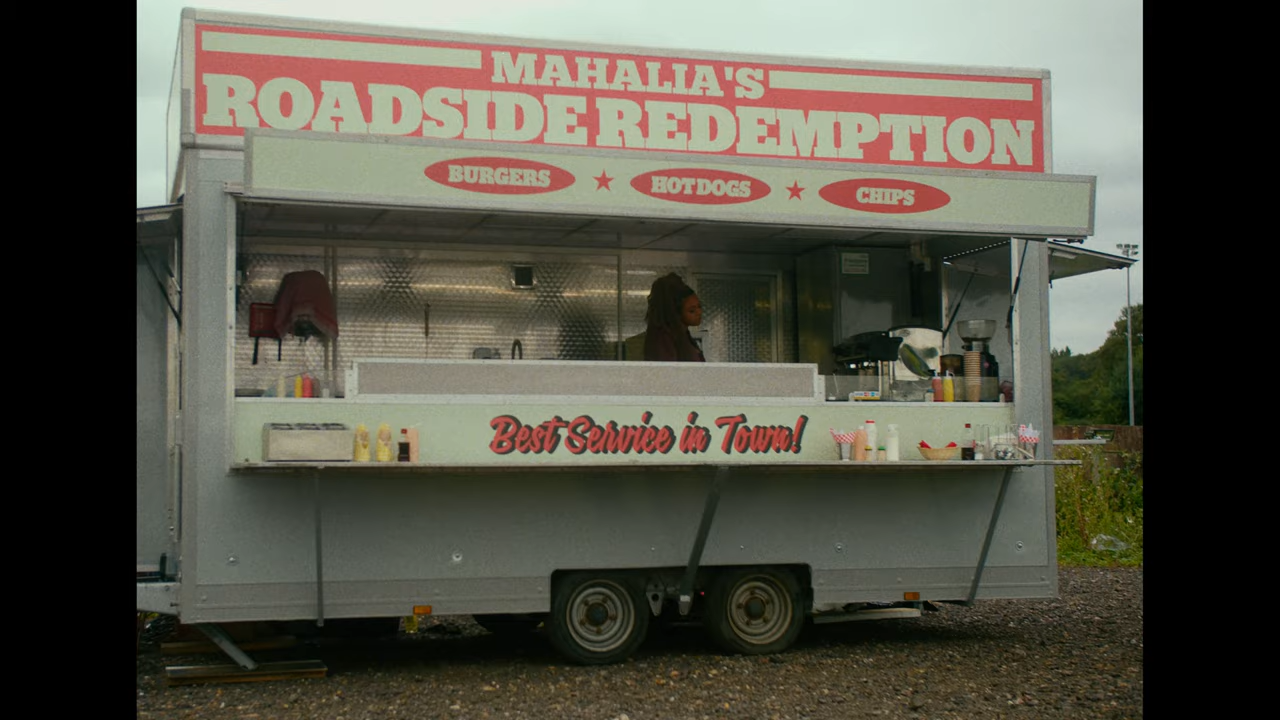 MAHALIA'S
ROADSIDE REDEMPTION
BURGERS ★ HOTDOGS ★ CHIPS
Best Service in Town!